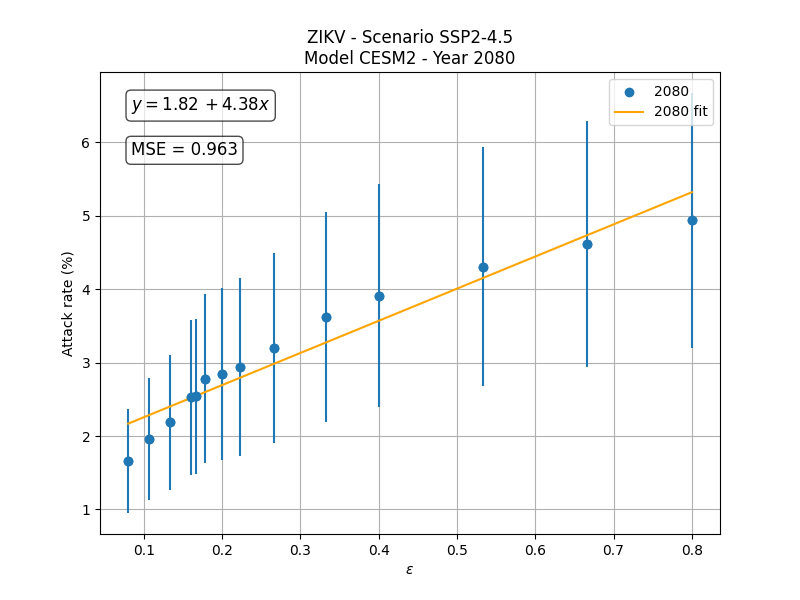 ZIKV - Scenario SSP2-4.5
Model CESM2 - Year 2080
y = 1.82 + 4.38x
MSE = 0.963
2080
2080 fit
Attack rate (%)
6
5
4
3
2
1
0.1 0.2 0.3 0.4 0.5 0.6 0.7 0.8
ε